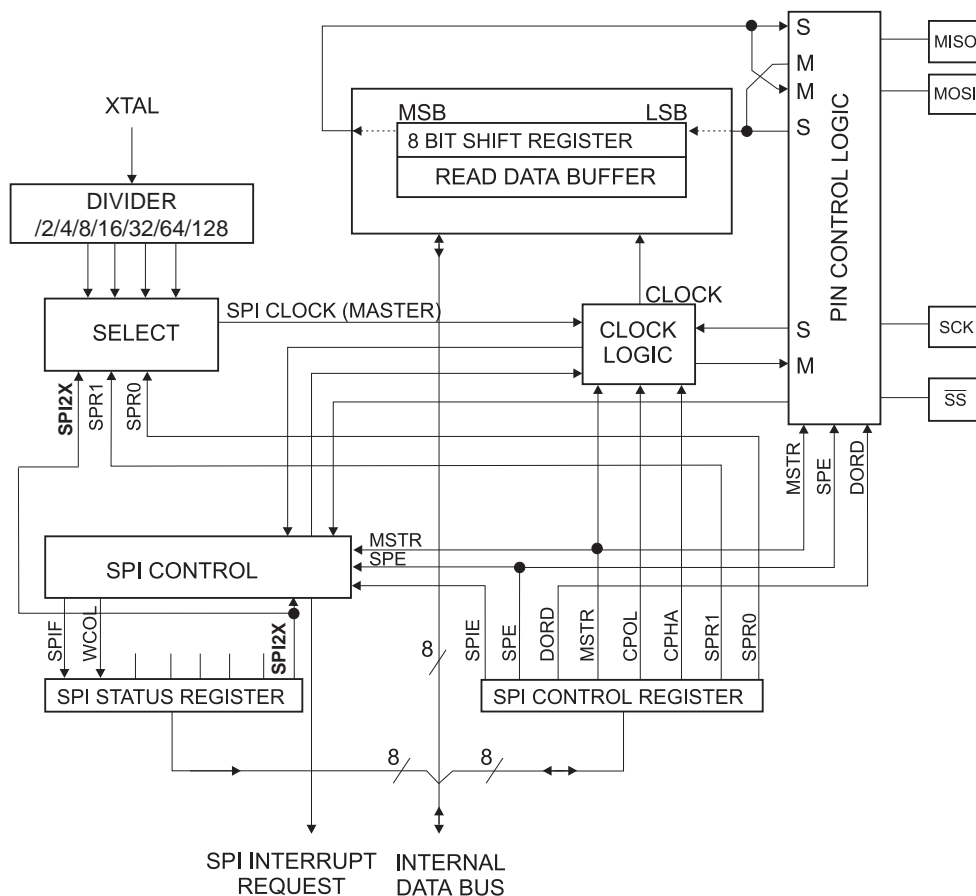 S
MISO
M
MOSI
M
S
PIN CONTROL LOGIC
XTAL
MSB
LSB
8 BIT SHIFT REGISTER
READ DATA BUFFER
DIVIDER
/2/4/8/16/32/64/128
SPI CLOCK (MASTER)
CLOCK
SELECT
CLOCK
LOGIC
S
M
SCK
SS
SPI2X
SPR1
SPR0
MSTR
SPE
DORD
MSTR
SPE
SPI CONTROL
SPIF
WCOL
SPI2X
8
SPIE
SPE
DORD
MSTR
CPOL
CPHA
SPR1
SPR0
SPI STATUS REGISTER
SPI CONTROL REGISTER
8
8
SPI INTERRUPT
REQUEST
INTERNAL
DATA BUS